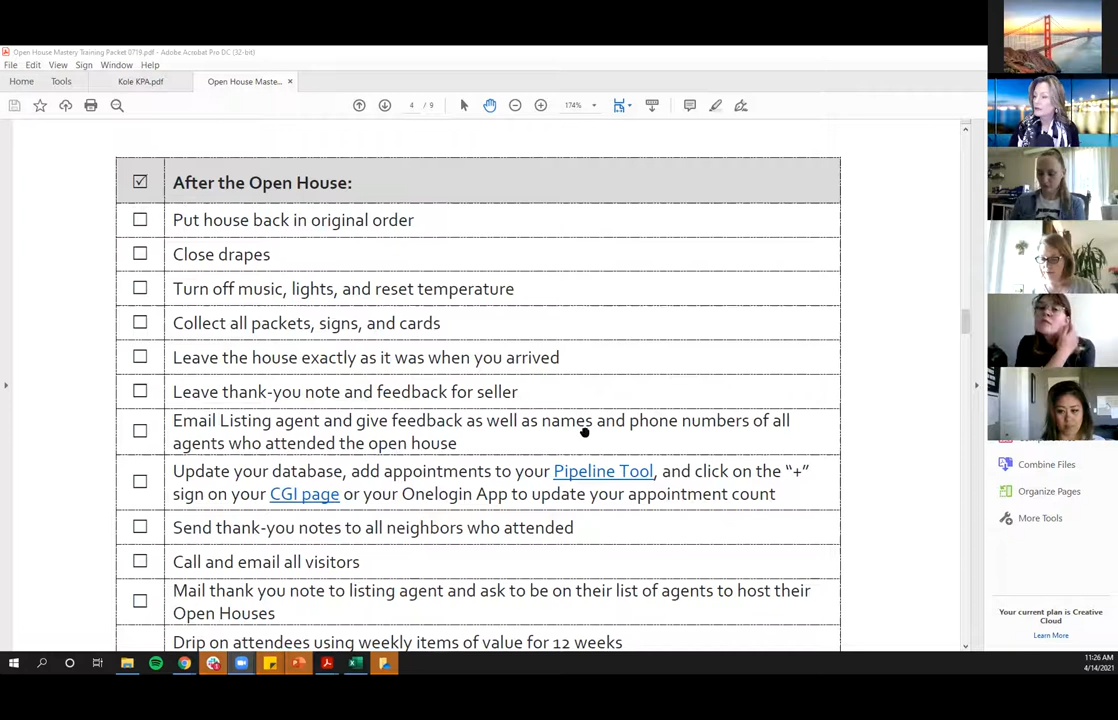 Open House Mastery Training Packet 0719.pdf - Adobe Acrobat Pro DC (32-bit)
File Edit View Sign Window Help
Home Tools Kole KPA.pdf Open House Maste... ×
4 / 9 174%
After the Open House:
Put house back in original order
Close drapes
Turn off music, lights, and reset temperature
Collect all packets, signs, and cards
Leave the house exactly as it was when you arrived
Leave thank-you note and feedback for seller
Email Listing agent and give feedback as well as names and phone numbers of all
agents who attended the open house
Update your database, add appointments to your Pipeline Tool, and click on the “+”
sign on your CGI page or your Onelogin App to update your appointment count
Send thank-you notes to all neighbors who attended
Call and email all visitors
Mail thank you note to listing agent and ask to be on their list of agents to host their
Open Houses
Drip on attendees using weekly items of value for 12 weeks
Combine Files
Organize Pages
More Tools
Your current plan is Creative
Cloud
Learn More
11:26 AM
4/14/2021